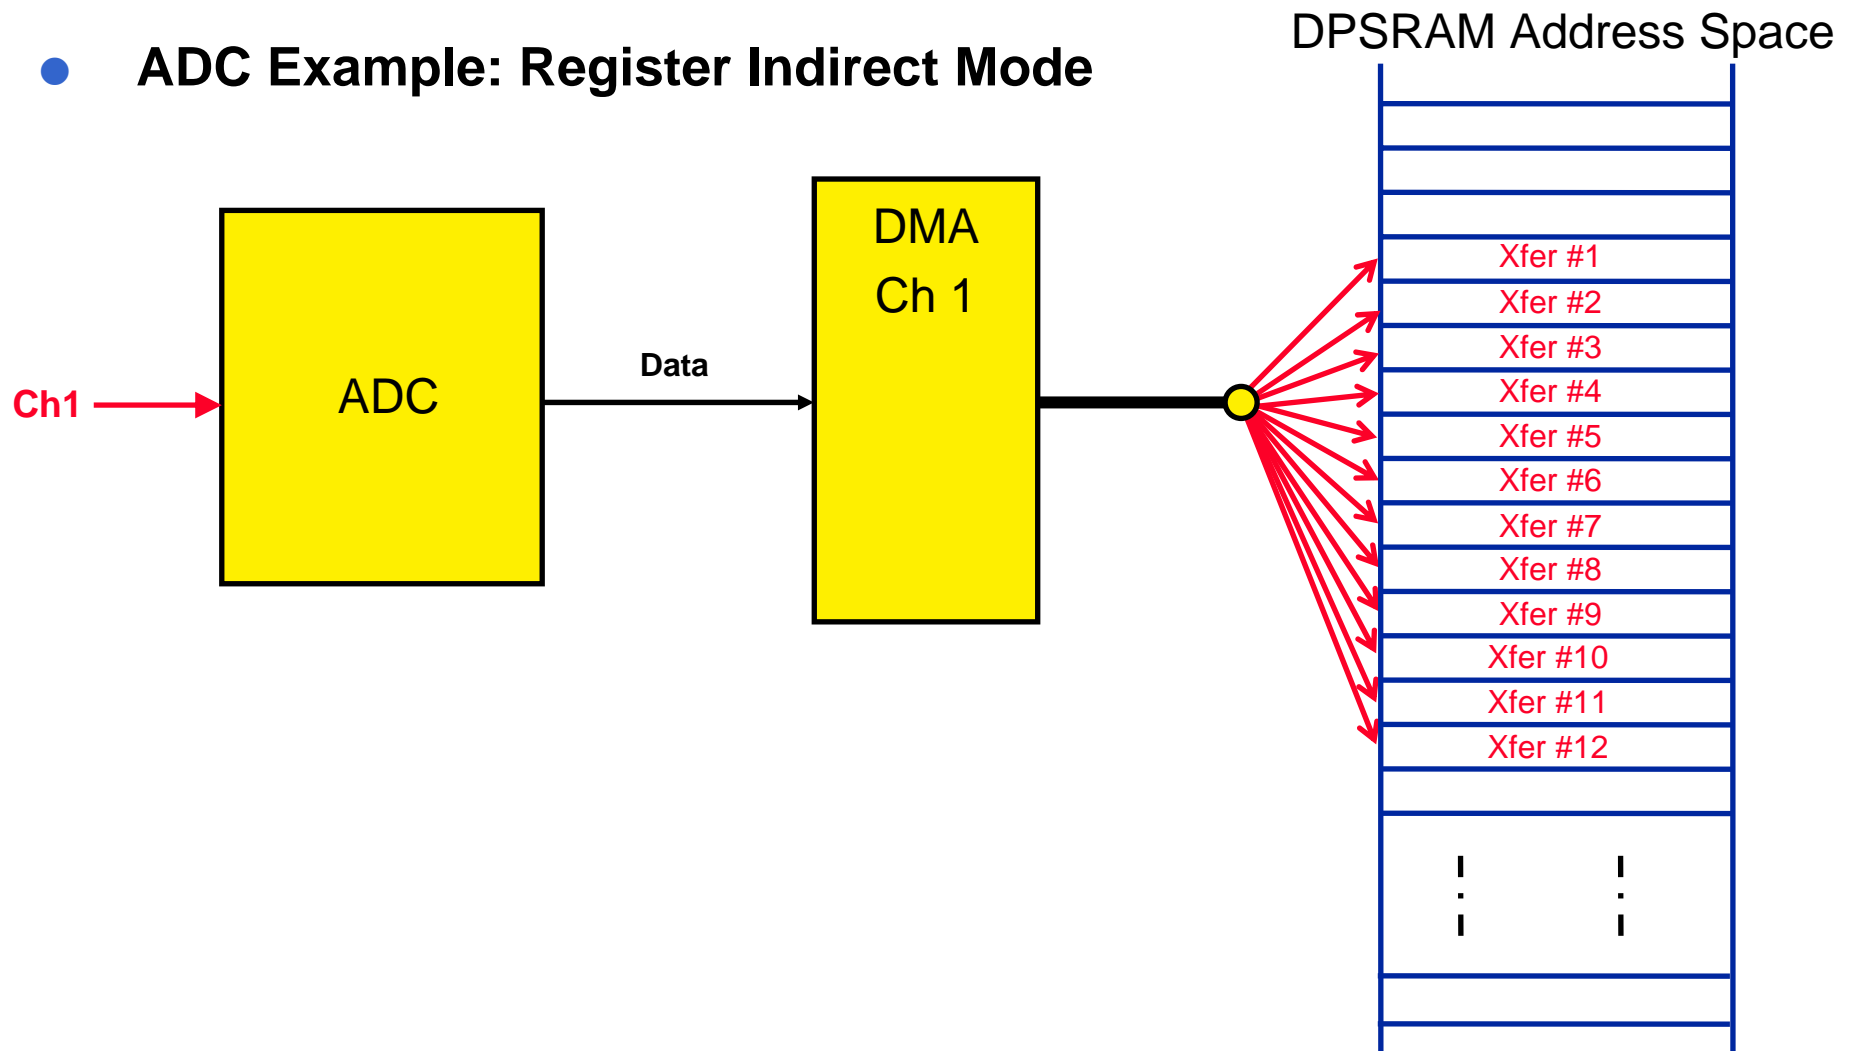 DPSRAM Address Space
ADC Example: Register Indirect Mode
DMA
Ch 1
ADC
Data
Ch1
Xfer #1
Xfer #2
Xfer #3
Xfer #4
Xfer #5
Xfer #6
Xfer #7
Xfer #8
Xfer #9
Xfer #10
Xfer #11
Xfer #12